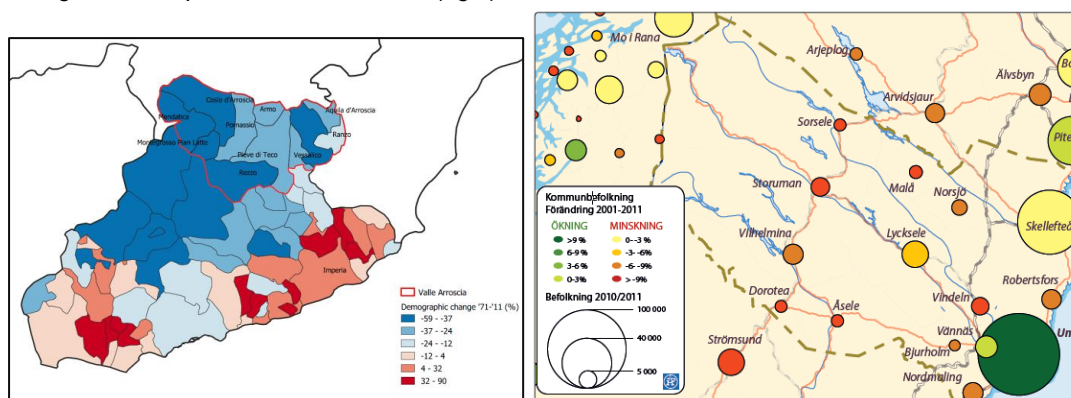 Cosio d'Arroscia
Armo
Aquila d'Arroscia
Mendatica
Pornassio
Ranzo
Montegrosso Pian Latte
Pieve di Teco
Vessalico
Rezzo
Imperia
Valle Arroscia
Demographic change '71-'11 (%)
-59 - -37
-37 - -24
-24 - -12
-12 - 4
4 - 32
32 - 90
Mo i Rana
Arjeplog
Älvsbyn
Arvidsjaur
Sorsele
Storuman
Malå
Norsjö
Skellefteå
Vilhelmina
Lycksele
Robertsfors
Dorotea
Åsele
Vindeln
Strömsund
Vännäs
Bjurholm
Nordmaling
Kommunbefolkning
Förändring 2001-2011
ÖKNING MINSKNING
>9 % 0--3 %
6-9% -3- -6%
3-6% -6- -9%
0-3% >-9%
Befolkning 2010/2011
100 000
40 000
5 000